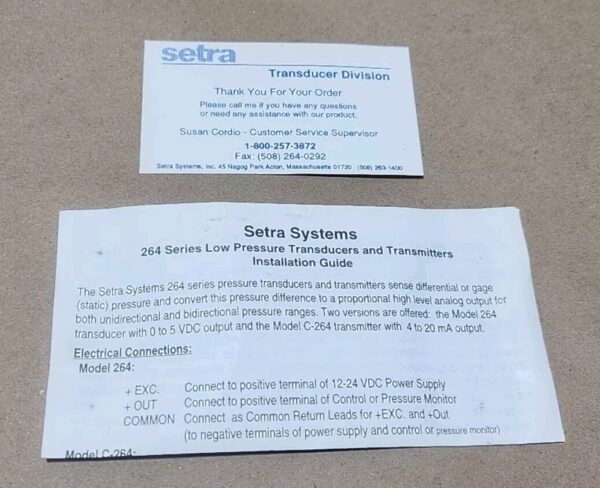 setra
Transducer Division
Thank You For Your Order
Please call me if you have any questions
or need any assistance with our product.
Susan Cordio - Customer Service Supervisor
1-800-257-3872
Fax: (508) 264-0292
Setra Systems, Inc. 45 Nagog Park Acton, Massachusetts 01720 (508) 263-1400
Setra Systems
264 Series Low Pressure Transducers and Transmitters
Installation Guide
The Setra Systems 264 series pressure transducers and transmitters sense differential or gage
(static) pressure and convert this pressure difference to a proportional high level analog output for
both unidirectional and bidirectional pressure ranges. Two versions are offered: the Model 264
transducer with 0 to 5 VDC output and the Model C-264 transmitter with 4 to 20 mA output.
Electrical Connections:
Model 264:
+ EXC. Connect to positive terminal of 12-24 VDC Power Supply
+ OUT Connect to positive terminal of Control or Pressure Monitor
COMMON Connect as Common Return Leads for +EXC. and +Out
(to negative terminals of power supply and control or pressure monitor)
Model C-264: